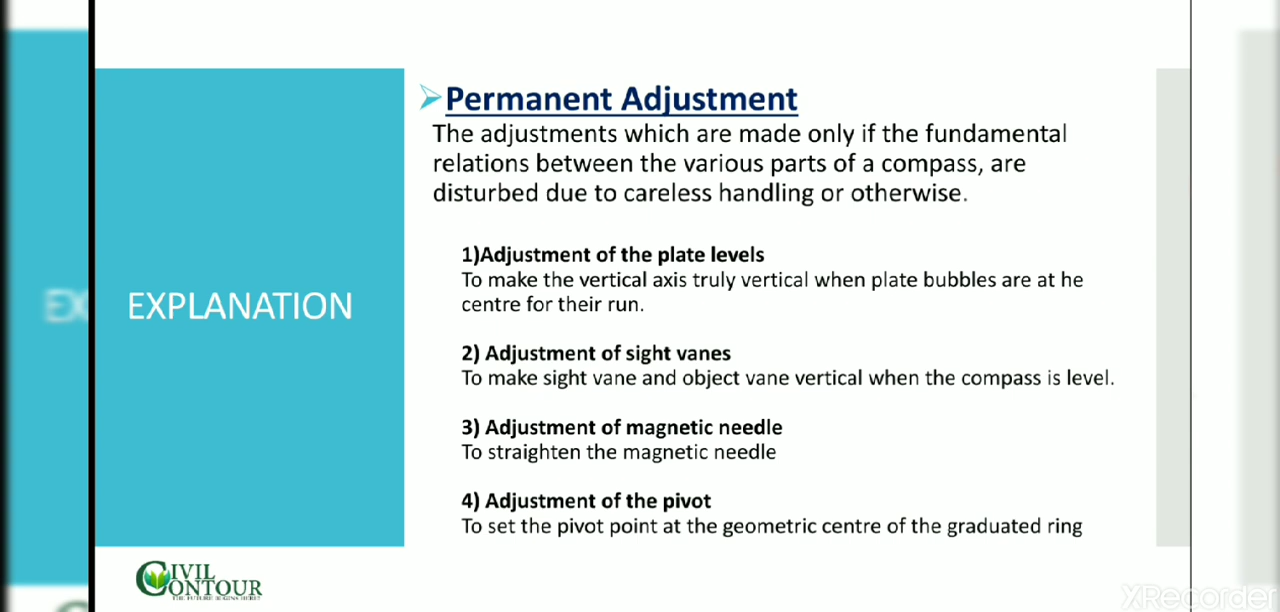 Permanent Adjustment
The adjustments which are made only if the fundamental
relations between the various parts of a compass, are
disturbed due to careless handling or otherwise.
1)Adjustment of the plate levels
To make the vertical axis truly vertical when plate bubbles are at he
centre for their run.
EXPLANATION
2) Adjustment of sight vanes
To make sight vane and object vane vertical when the compass is level.
3) Adjustment of magnetic needle
To straighten the magnetic needle
4) Adjustment of the pivot
To set the pivot point at the geometric centre of the graduated ring
CIVIL
CONTOUR
THE FUTURE BEGINS HERE!!
XRecorder